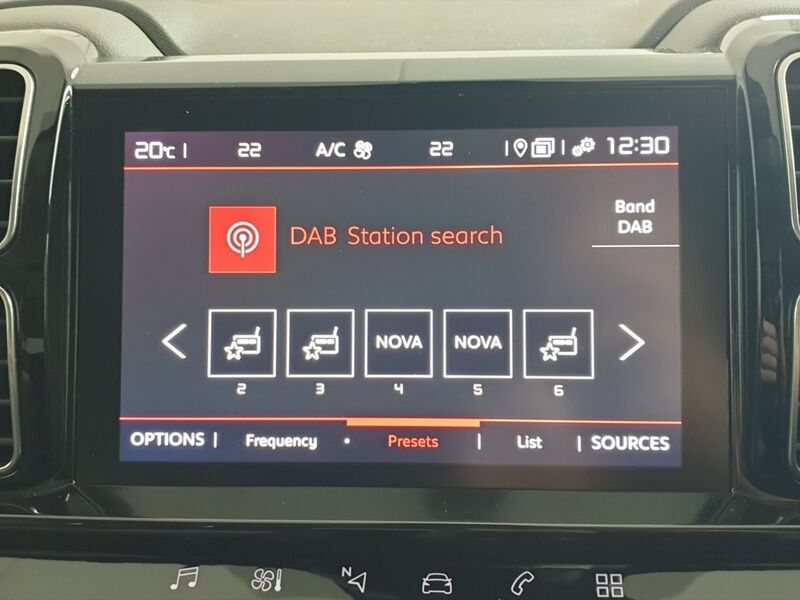 20°C 22 A/C 22 12:30
Band
DAB
DAB Station search
NOVA NOVA
2 3 4 5 6
OPTIONS Frequency Presets List SOURCES
N